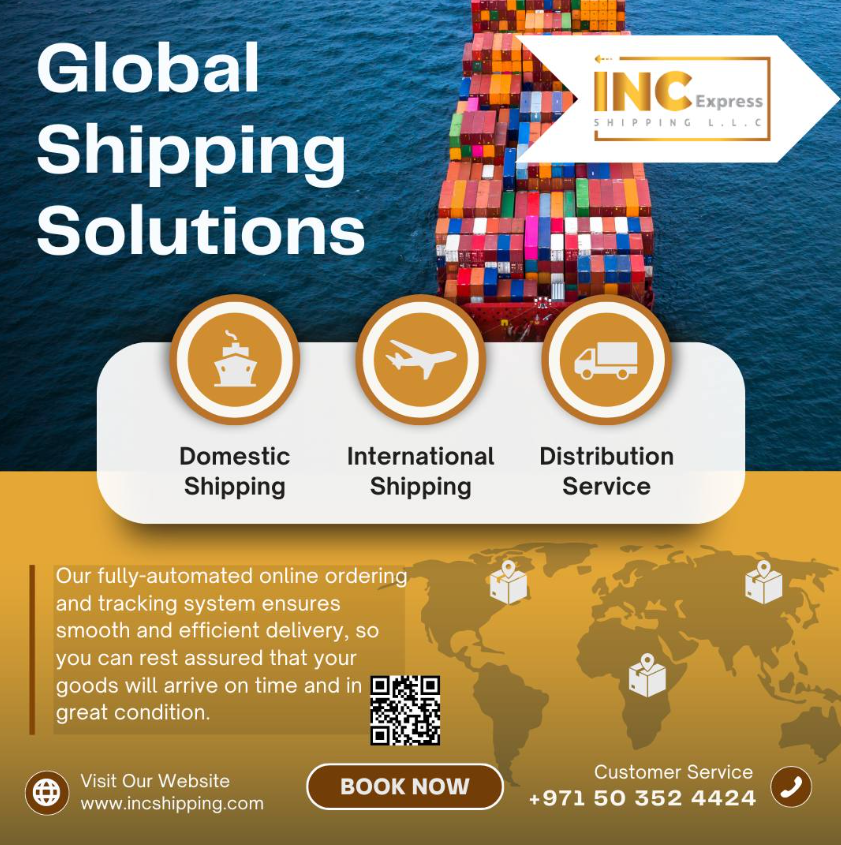 Global
Shipping
Solutions
INC Express
SHIPPING L.L.C
Domestic
Shipping
International
Shipping
Distribution
Service
Our fully-automated online ordering
and tracking system ensures
smooth and efficient delivery, so
you can rest assured that your
goods will arrive on time and in
great condition.
Visit Our Website
www.incshipping.com
BOOK NOW
Customer Service
+971 50 352 4424